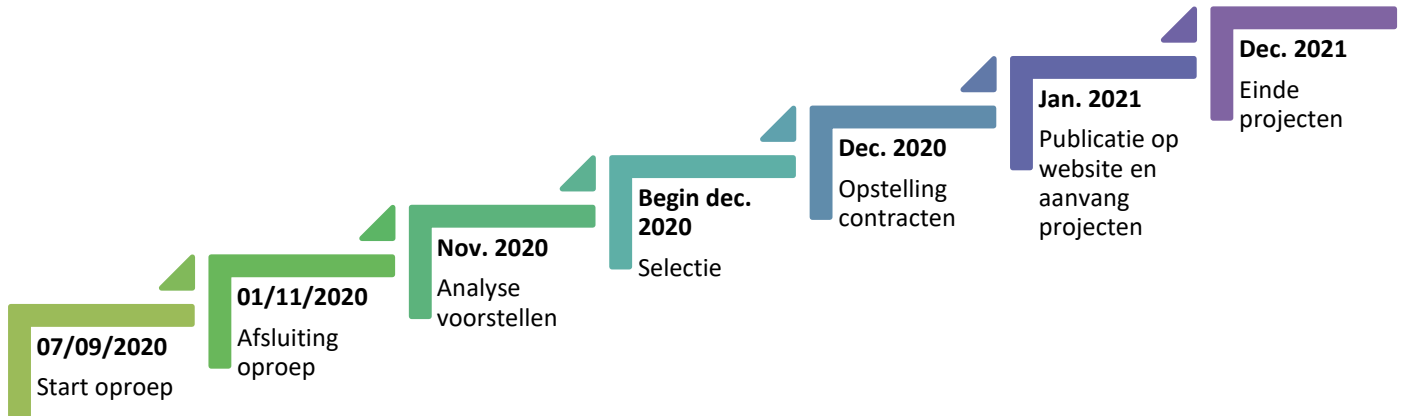 07/09/2020
Start oproep
01/11/2020
Afsluiting
oproep
Nov. 2020
Analyse
voorstellen
Begin dec.
2020
Selectie
Dec. 2020
Opstelling
contracten
Jan. 2021
Publicatie op
website en
aanvang
projecten
Dec. 2021
Einde
projecten